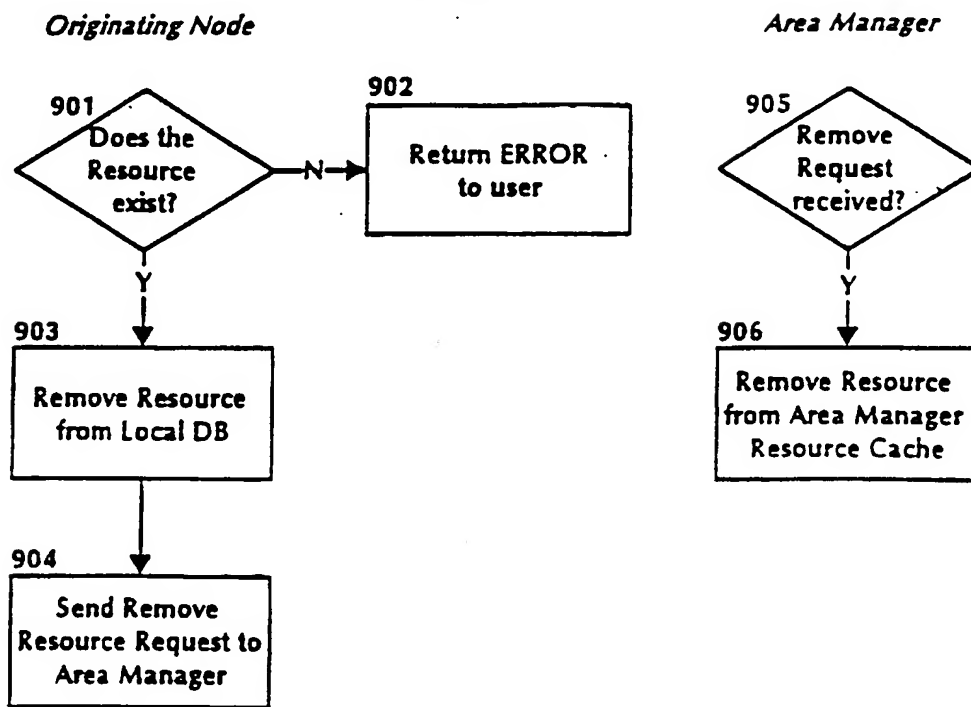 Originating Node
Area Manager
901
Does the
Resource
exist?
N
902
Return ERROR
to user
Y
903
Remove Resource
from Local DB
904
Send Remove
Resource Request to
Area Manager
905
Remove
Request
received?
Y
906
Remove Resource
from Area Manager
Resource Cache